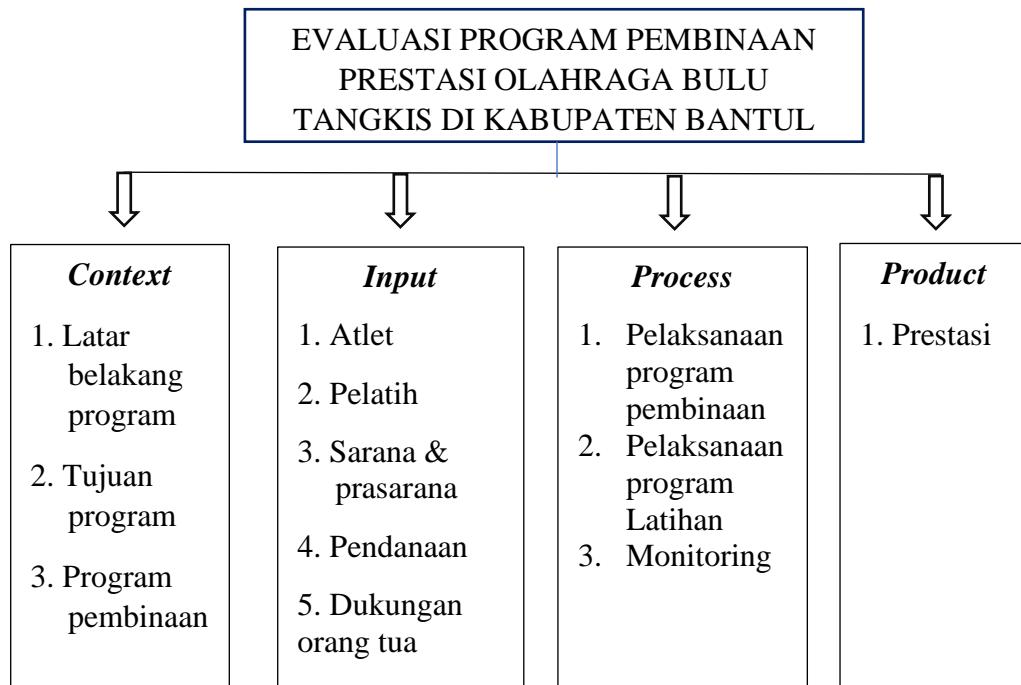 EVALUASI PROGRAM PEMBINAAN
PRESTASI OLAHRAGA BULU
TANGKIS DI KABUPATEN BANTUL
Context
1. Latar
belakang
program
2. Tujuan
program
3. Program
pembinaan
Input
1. Atlet
2. Pelatih
3. Sarana &
prasarana
4. Pendanaan
5. Dukungan
orang tua
Process
1. Pelaksanaan
program
pembinaan
2. Pelaksanaan
program
Latihan
3. Monitoring
Product
1. Prestasi